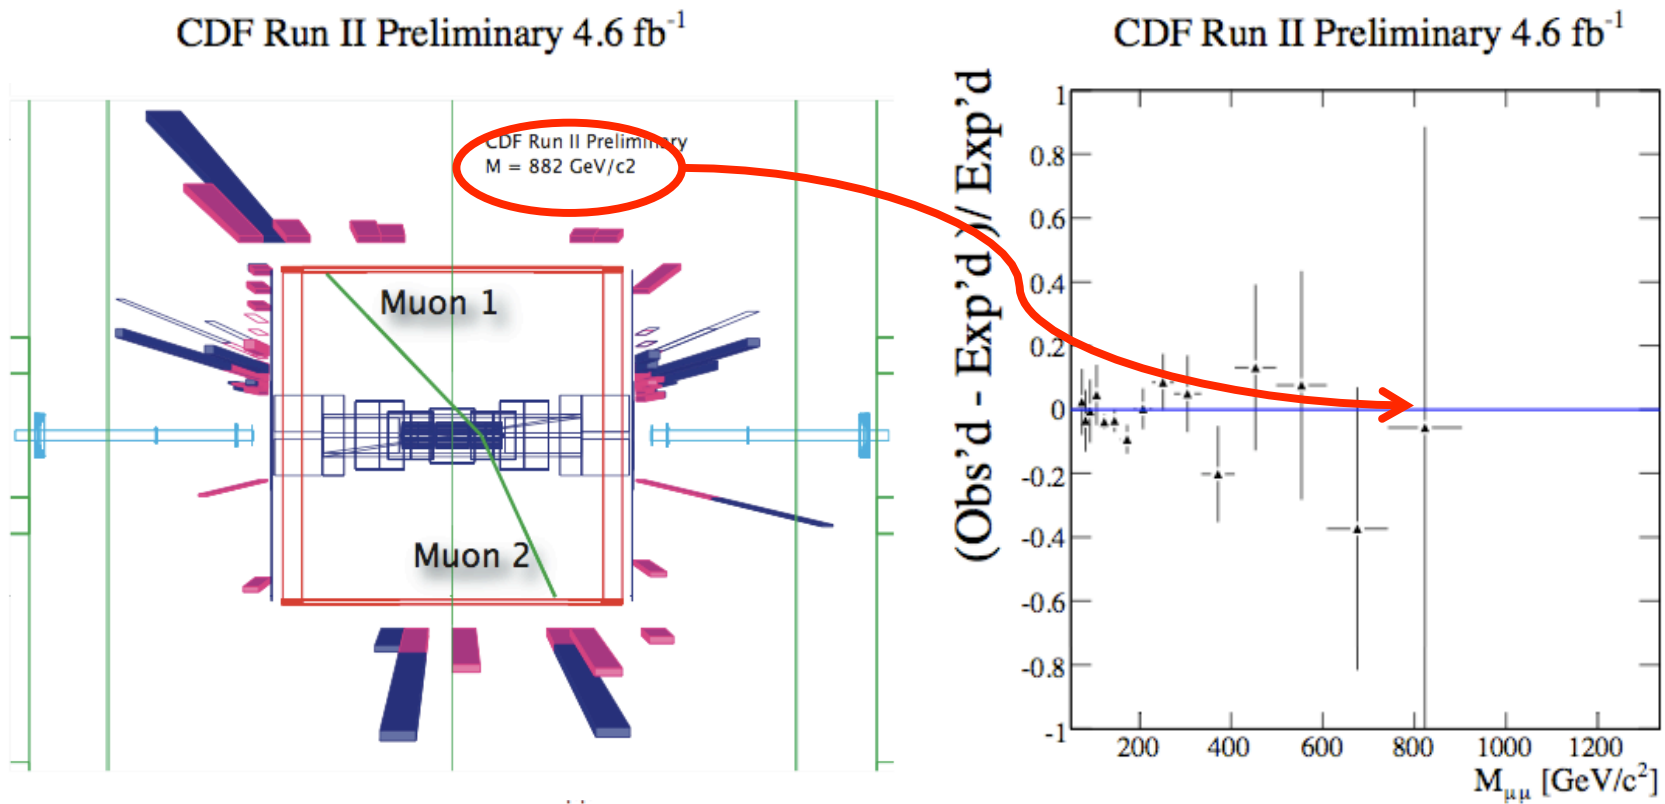 CDF Run II Preliminary 4.6 fb⁻¹
CDF Run II Preliminary
M = 882 GeV/c2
Muon 1
Muon 2
CDF Run II Preliminary 4.6 fb⁻¹
(Obs'd - Exp'd )/ Exp'd
1
0.8
0.6
0.4
0.2
0
-0.2
-0.4
-0.6
-0.8
-1
200 400 600 800 1000 1200
M_μμ [GeV/c²]